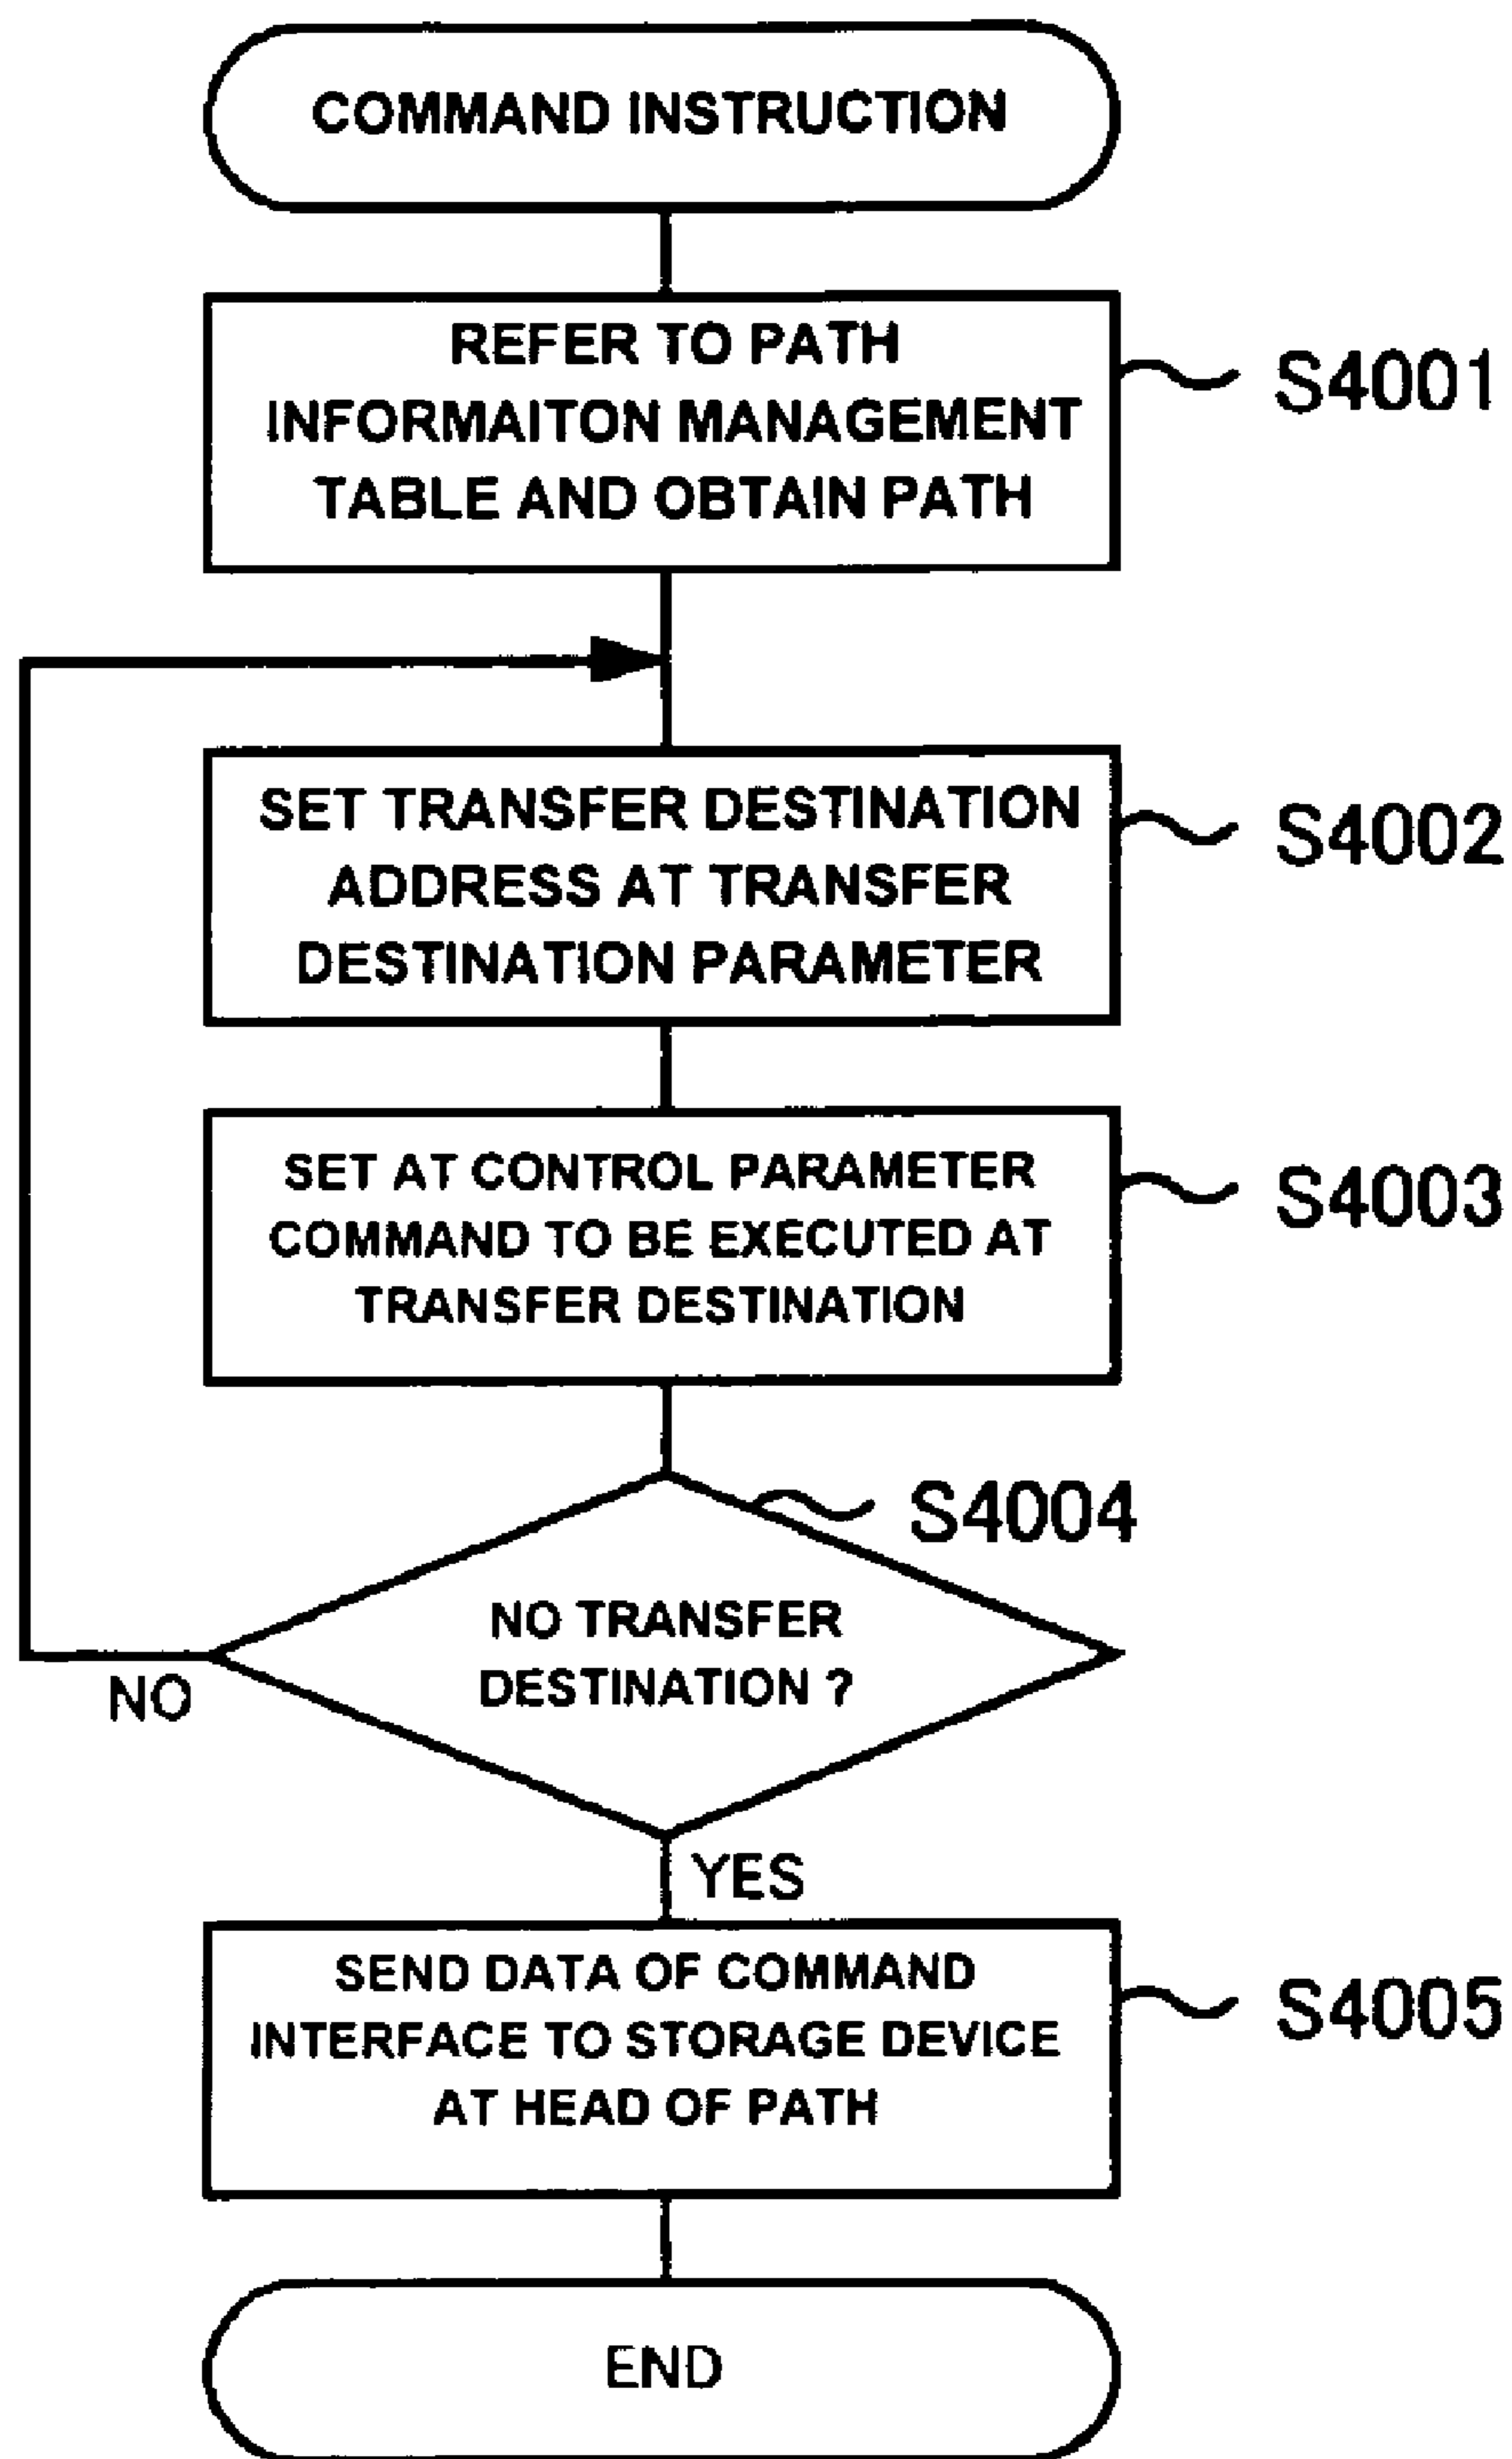 COMMAND INSTRUCTION
REFER TO PATH
INFORMAITON MANAGEMENT
TABLE AND OBTAIN PATH
S4001
SET TRANSFER DESTINATION
ADDRESS AT TRANSFER
DESTINATION PARAMETER
S4002
SET AT CONTROL PARAMETER
COMMAND TO BE EXECUTED AT
TRANSFER DESTINATION
S4003
S4004
NO TRANSFER
DESTINATION ?
NO
YES
SEND DATA OF COMMAND
INTERFACE TO STORAGE DEVICE
AT HEAD OF PATH
S4005
END